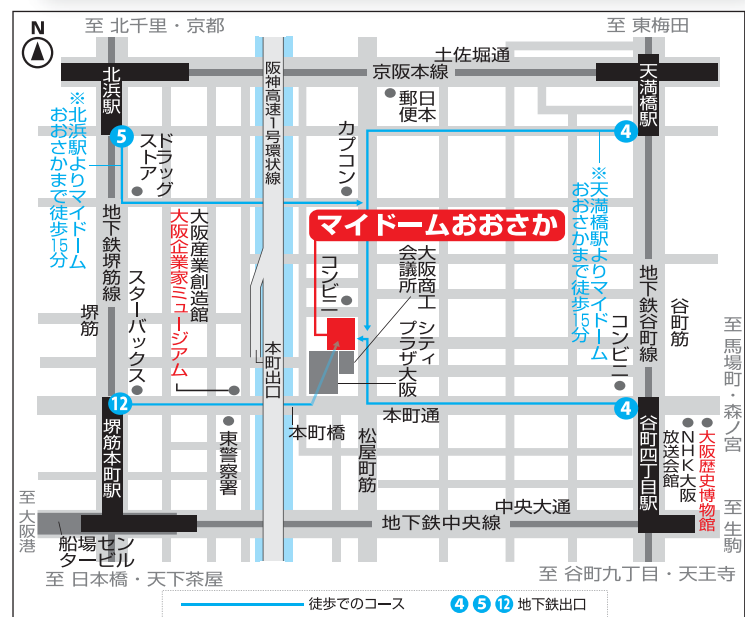 N
至 北千里・京都
至 東梅田
土佐堀通
京阪本線
北浜駅
天満橋駅
阪神高速1号環状線
日本
郵便
カプコン
5
4
ドラッグ
ストア
※北浜駅よりマイドーム
おおさかまで徒歩15分
※天満橋駅よりマイドーム
おおさかまで徒歩15分
マイドームおおさか
地下鉄堺筋線
堺筋
大阪産業創造館
大阪企業家ミュージアム
スターバックス
コンビニ
大阪商工
会議所
シティ
プラザ大阪
コンビニ
地下鉄谷町線
谷町筋
至 馬場町・森ノ宮
本町出口
12
4
本町橋
本町通
松屋町筋
東警察署
堺筋本町駅
谷町四丁目駅
NHK大阪
放送会館
大阪歴史博物館
至 大阪港
至 生駒
中央大通
地下鉄中央線
船場セン
タービル
至 日本橋・天下茶屋
至 谷町九丁目・天王寺
徒歩でのコース
4 5 12 地下鉄出口